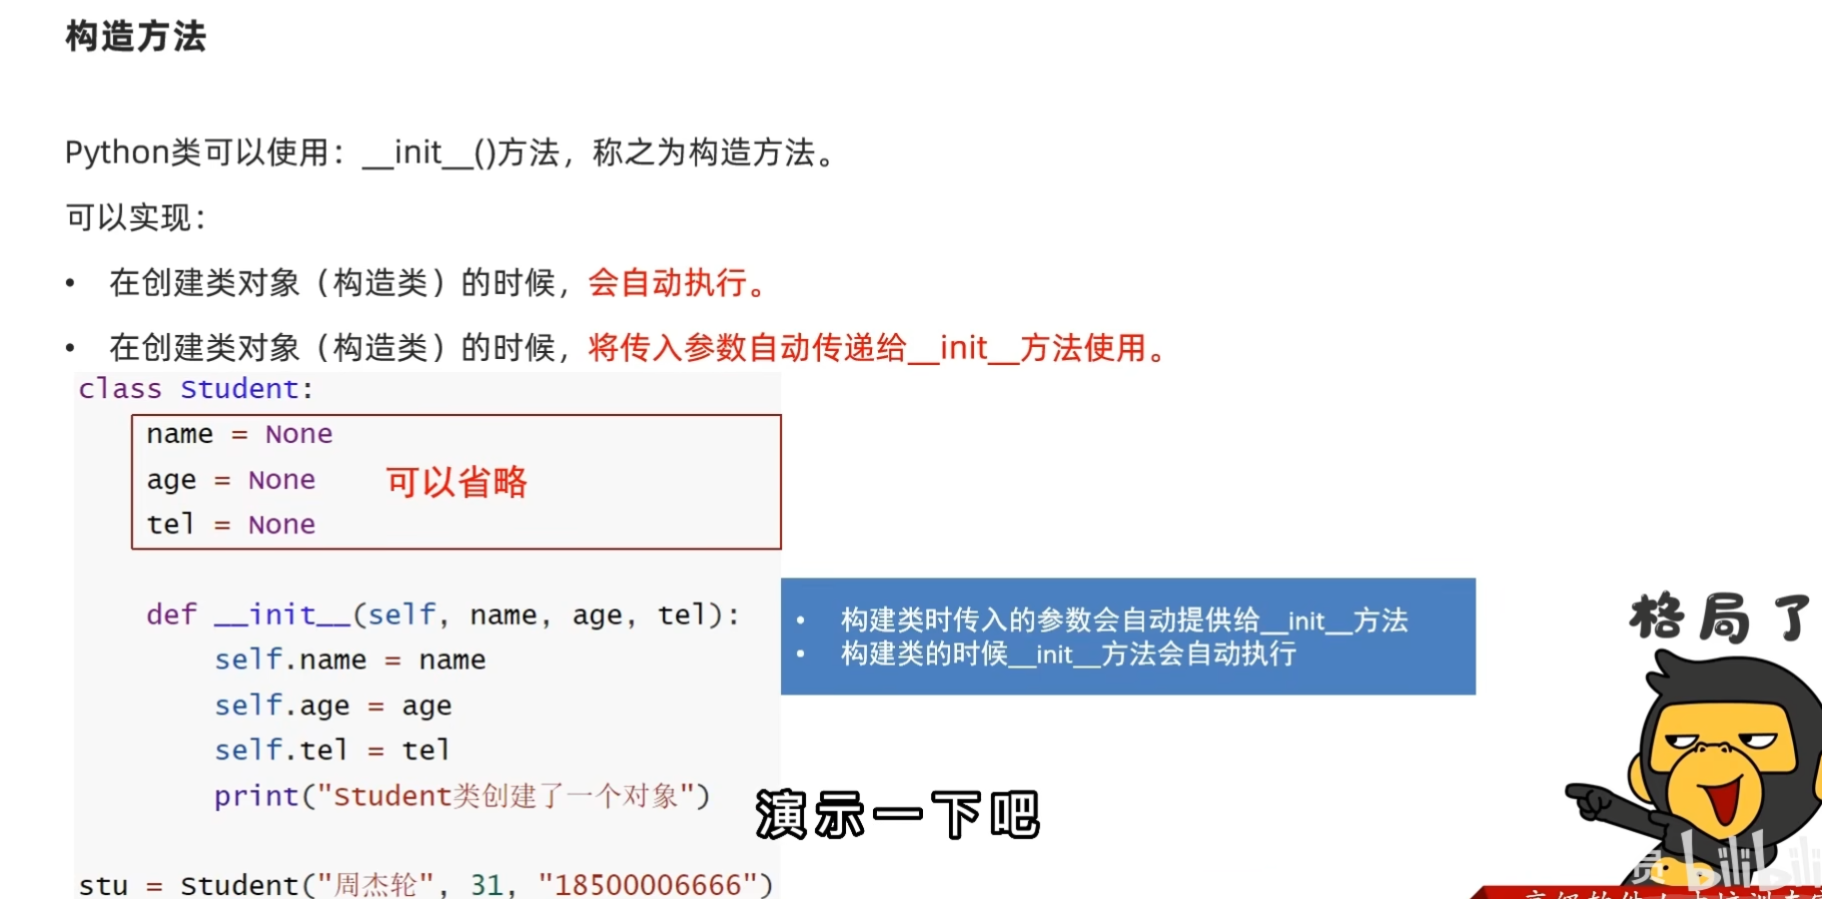 构造方法
Python类可以使用：__init__()方法，称之为构造方法。
可以实现：
• 在创建类对象（构造类）的时候，会自动执行。
• 在创建类对象（构造类）的时候，将传入参数自动传递给__init__方法使用。
class Student:
name = None
age = None
可以省略
tel = None
def __init__(self, name, age, tel):
self.name = name
self.age = age
self.tel = tel
print("Student类创建了一个对象")
stu = Student("周杰轮", 31, "18500006666")
• 构建类时传入的参数会自动提供给__init__方法
• 构建类的时候__init__方法会自动执行
格局了
演示一下吧
bilibili